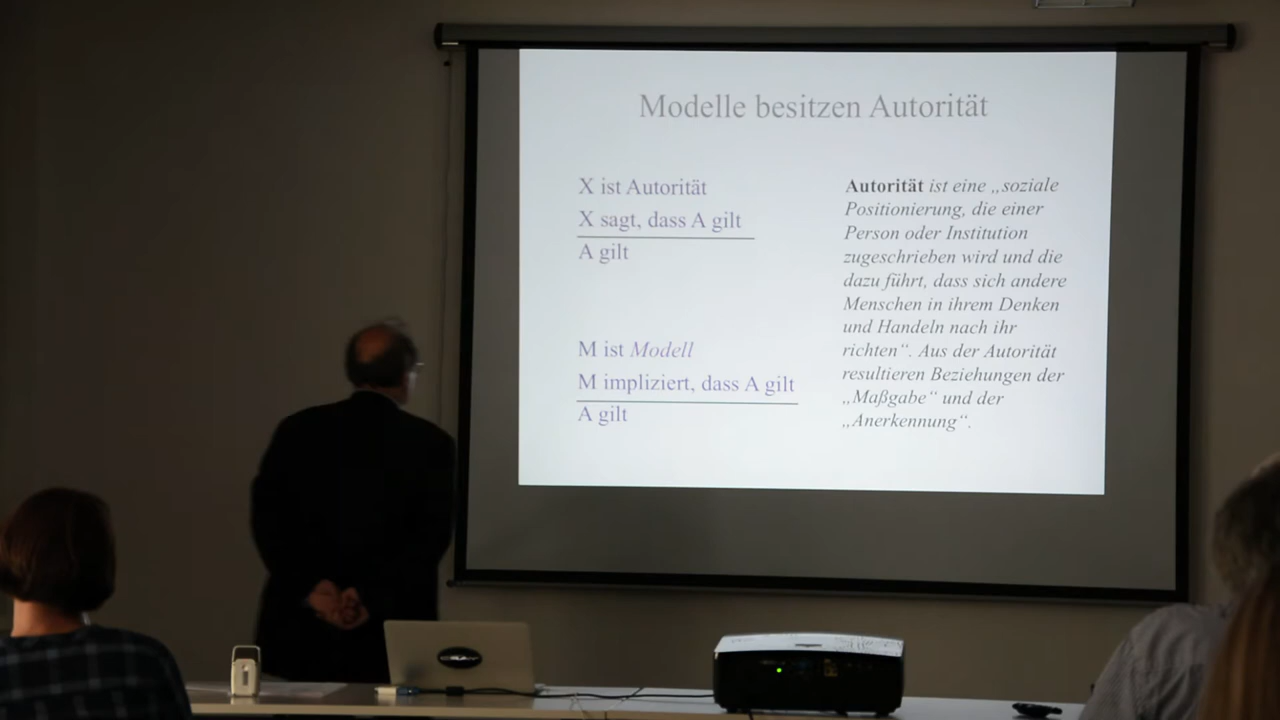 Modelle besitzen Autorität
X ist Autorität
X sagt, dass A gilt
A gilt
M ist Modell
M impliziert, dass A gilt
A gilt
Autorität ist eine „soziale
Positionierung, die einer
Person oder Institution
zugeschrieben wird und die
dazu führt, dass sich andere
Menschen in ihrem Denken
und Handeln nach ihr
richten“. Aus der Autorität
resultieren Beziehungen der
„Maßgabe“ und der
„Anerkennung“.